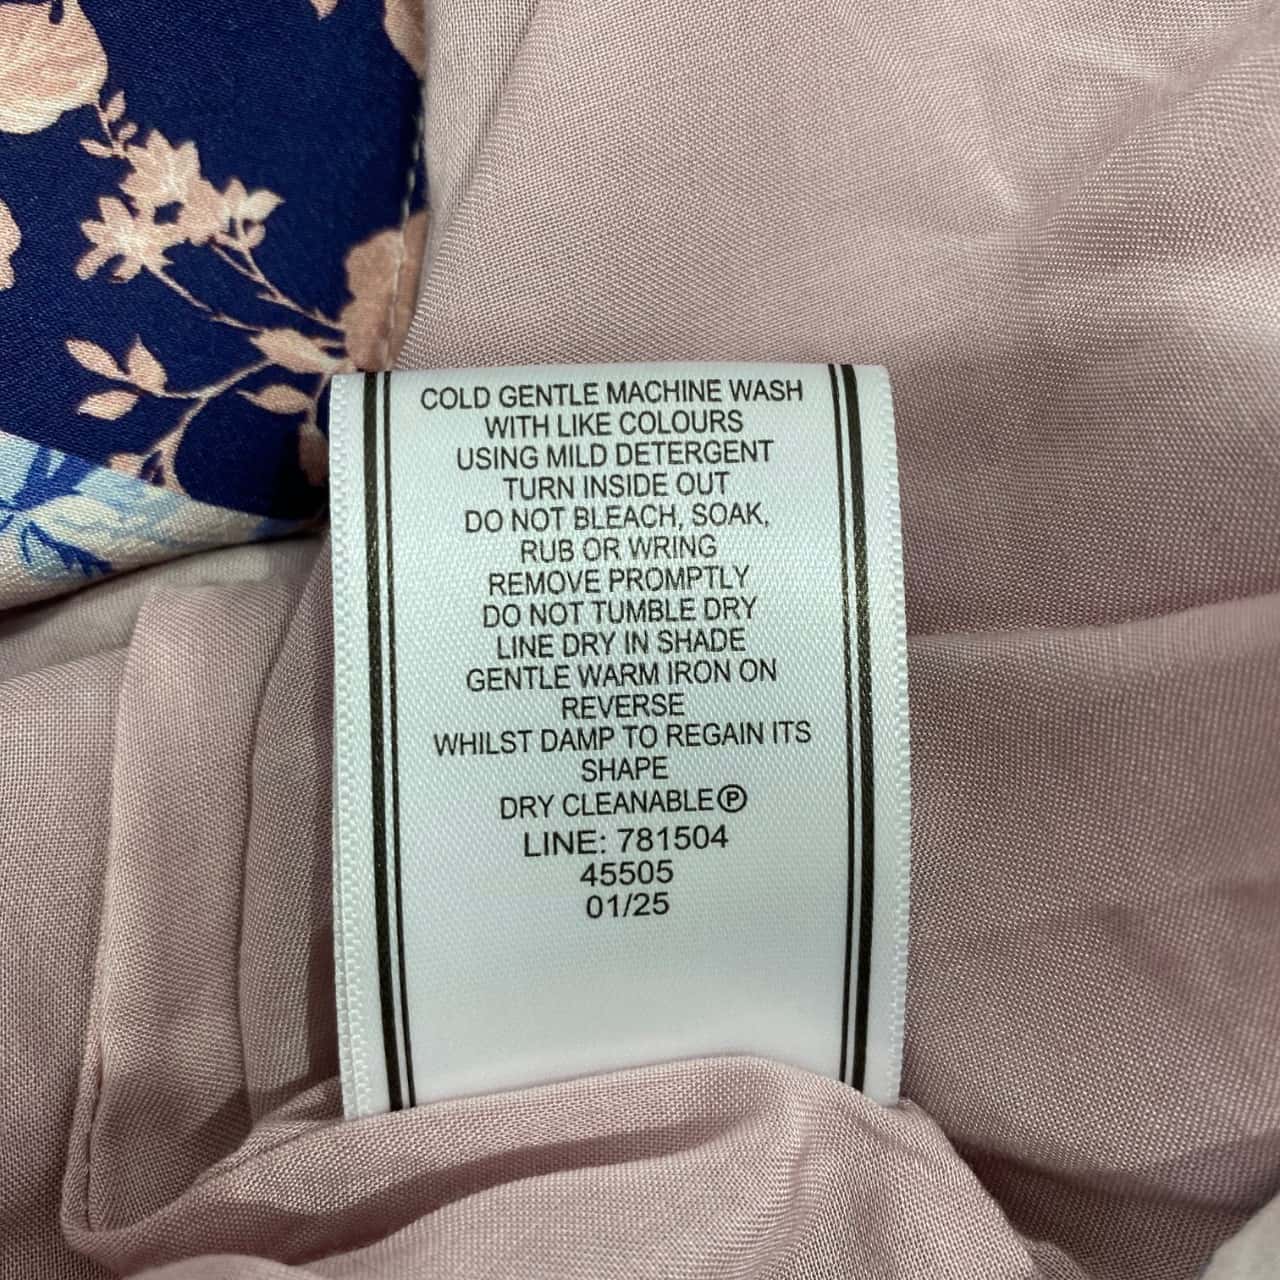 COLD GENTLE MACHINE WASH
WITH LIKE COLOURS
USING MILD DETERGENT
TURN INSIDE OUT
DO NOT BLEACH, SOAK,
RUB OR WRING
REMOVE PROMPTLY
DO NOT TUMBLE DRY
LINE DRY IN SHADE
GENTLE WARM IRON ON
REVERSE
WHILST DAMP TO REGAIN ITS
SHAPE
DRY CLEANABLE Ⓟ
LINE: 781504
45505
01/25